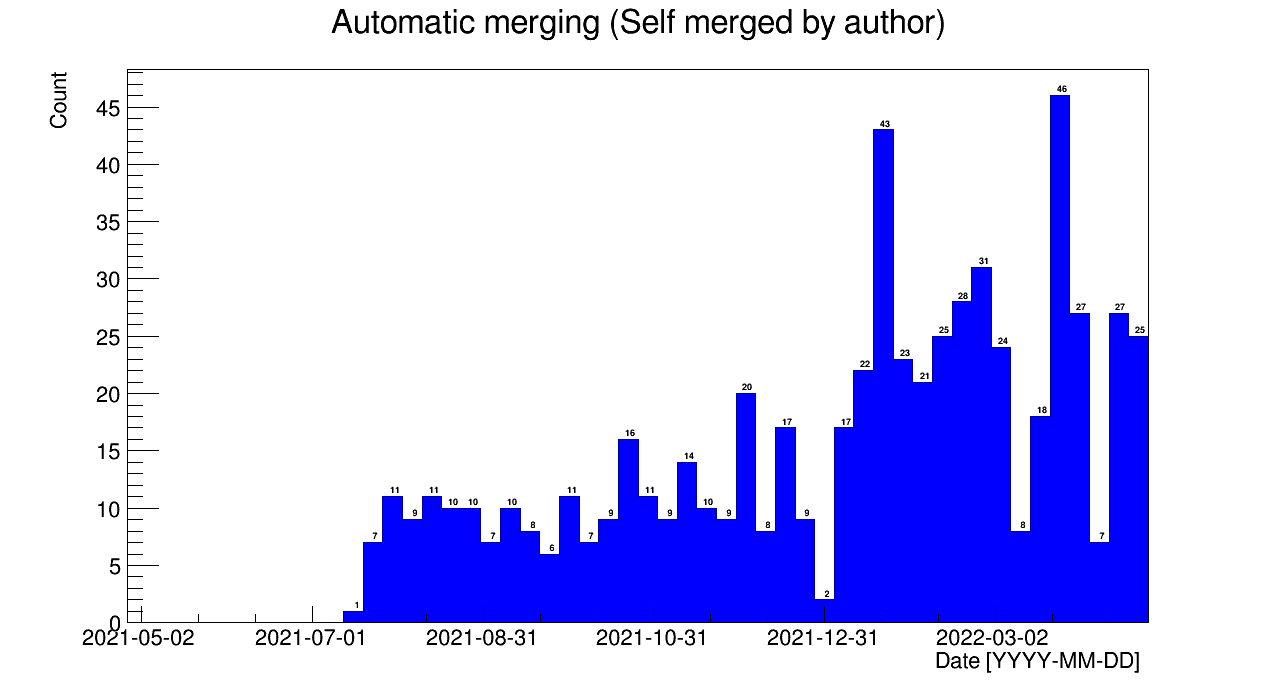 Automatic merging (Self merged by author)
Count
45
40
35
30
25
20
15
10
5
0
1 7 11 9 11 10 10 7 10 8 6 11 7 9 16 11 9 14 10 9 20 8 17 9 2 17 22 43 23 21 25 28 31 24 8 18 46 27 7 27 25
2021-05-02 2021-07-01 2021-08-31 2021-10-31 2021-12-31 2022-03-02
Date [YYYY-MM-DD]